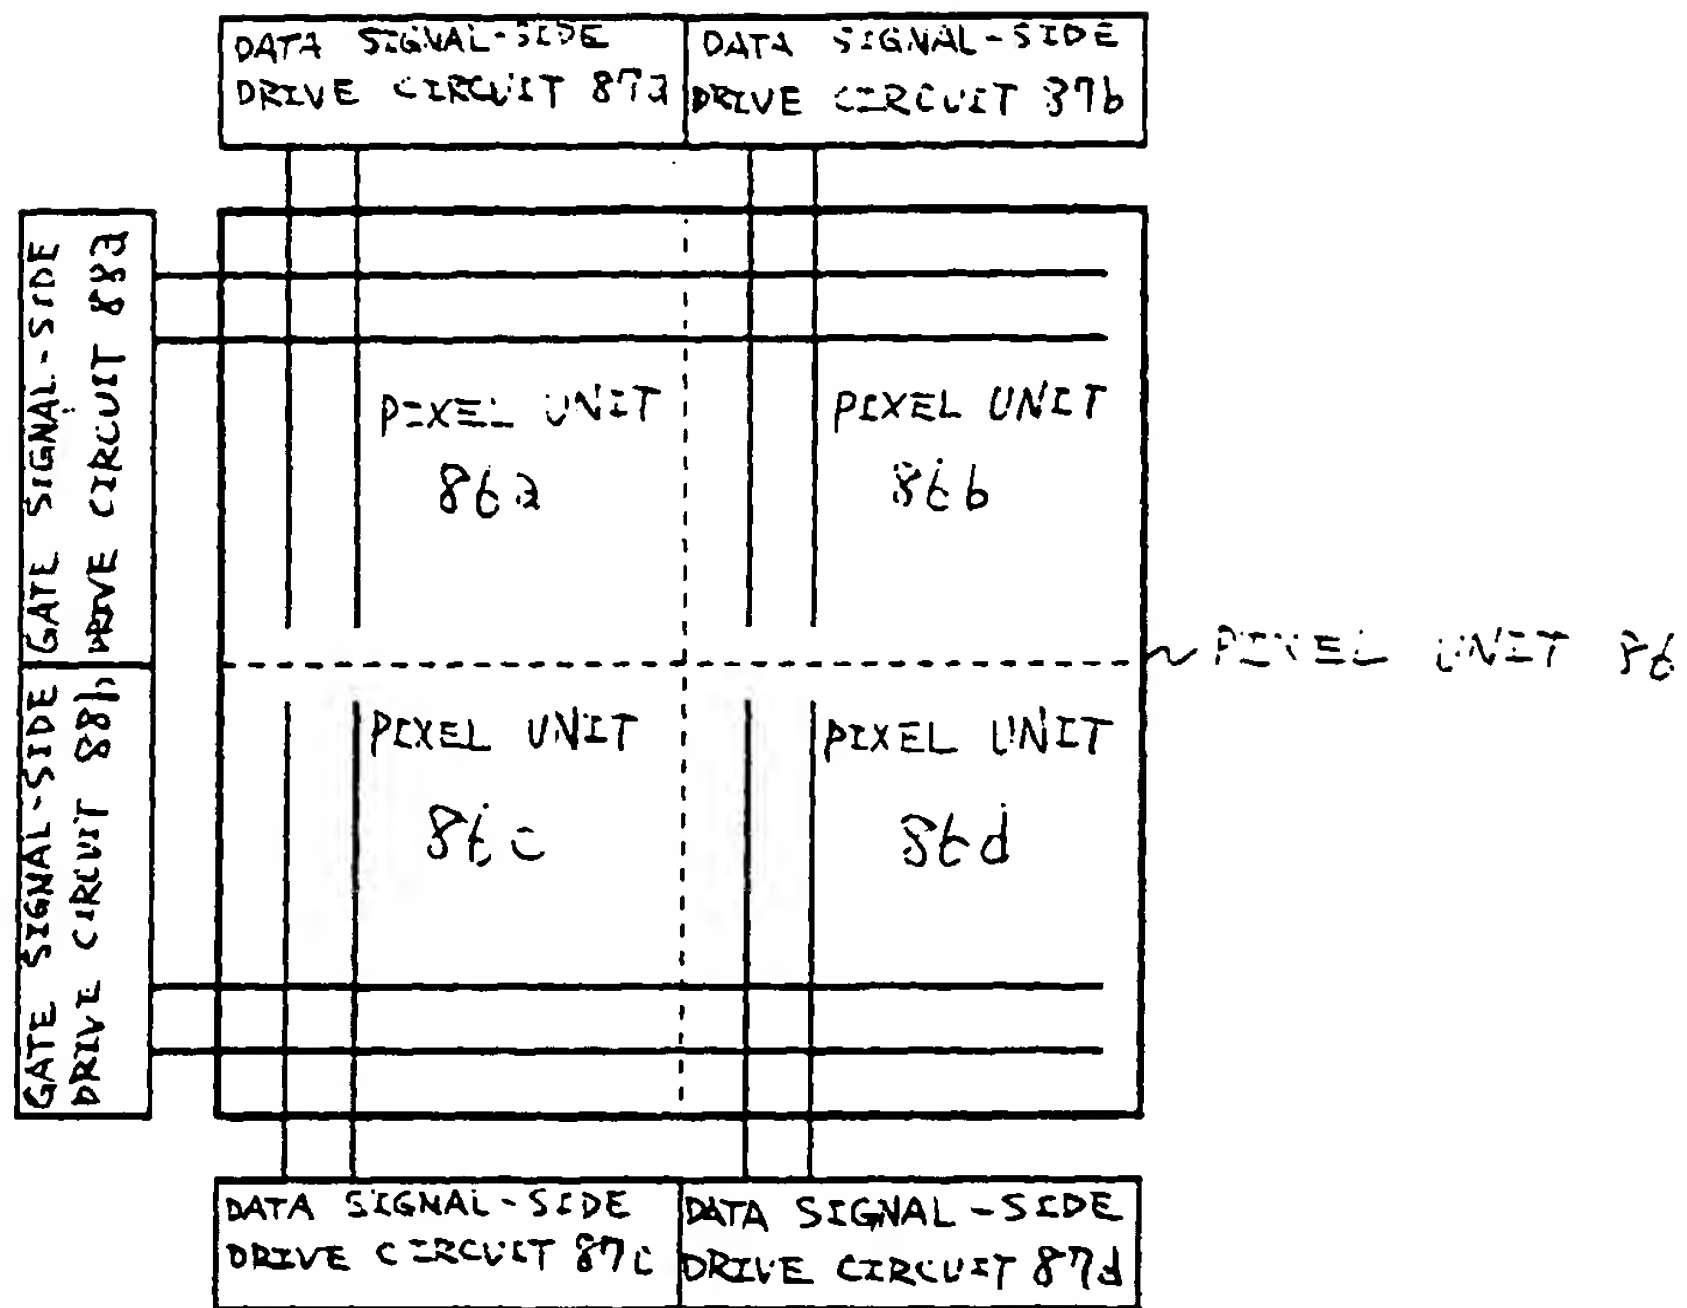 DATA SIGNAL-SIDE
DRIVE CIRCUIT 87a
DATA SIGNAL-SIDE
DRIVE CIRCUIT 87b
GATE SIGNAL-SIDE
DRIVE CIRCUIT 88a
PIXEL UNIT
86a
PIXEL UNIT
86b
PIXEL UNIT 86
GATE SIGNAL-SIDE
DRIVE CIRCUIT 88b
PIXEL UNIT
86c
PIXEL UNIT
86d
DATA SIGNAL-SIDE
DRIVE CIRCUIT 87c
DATA SIGNAL-SIDE
DRIVE CIRCUIT 87d